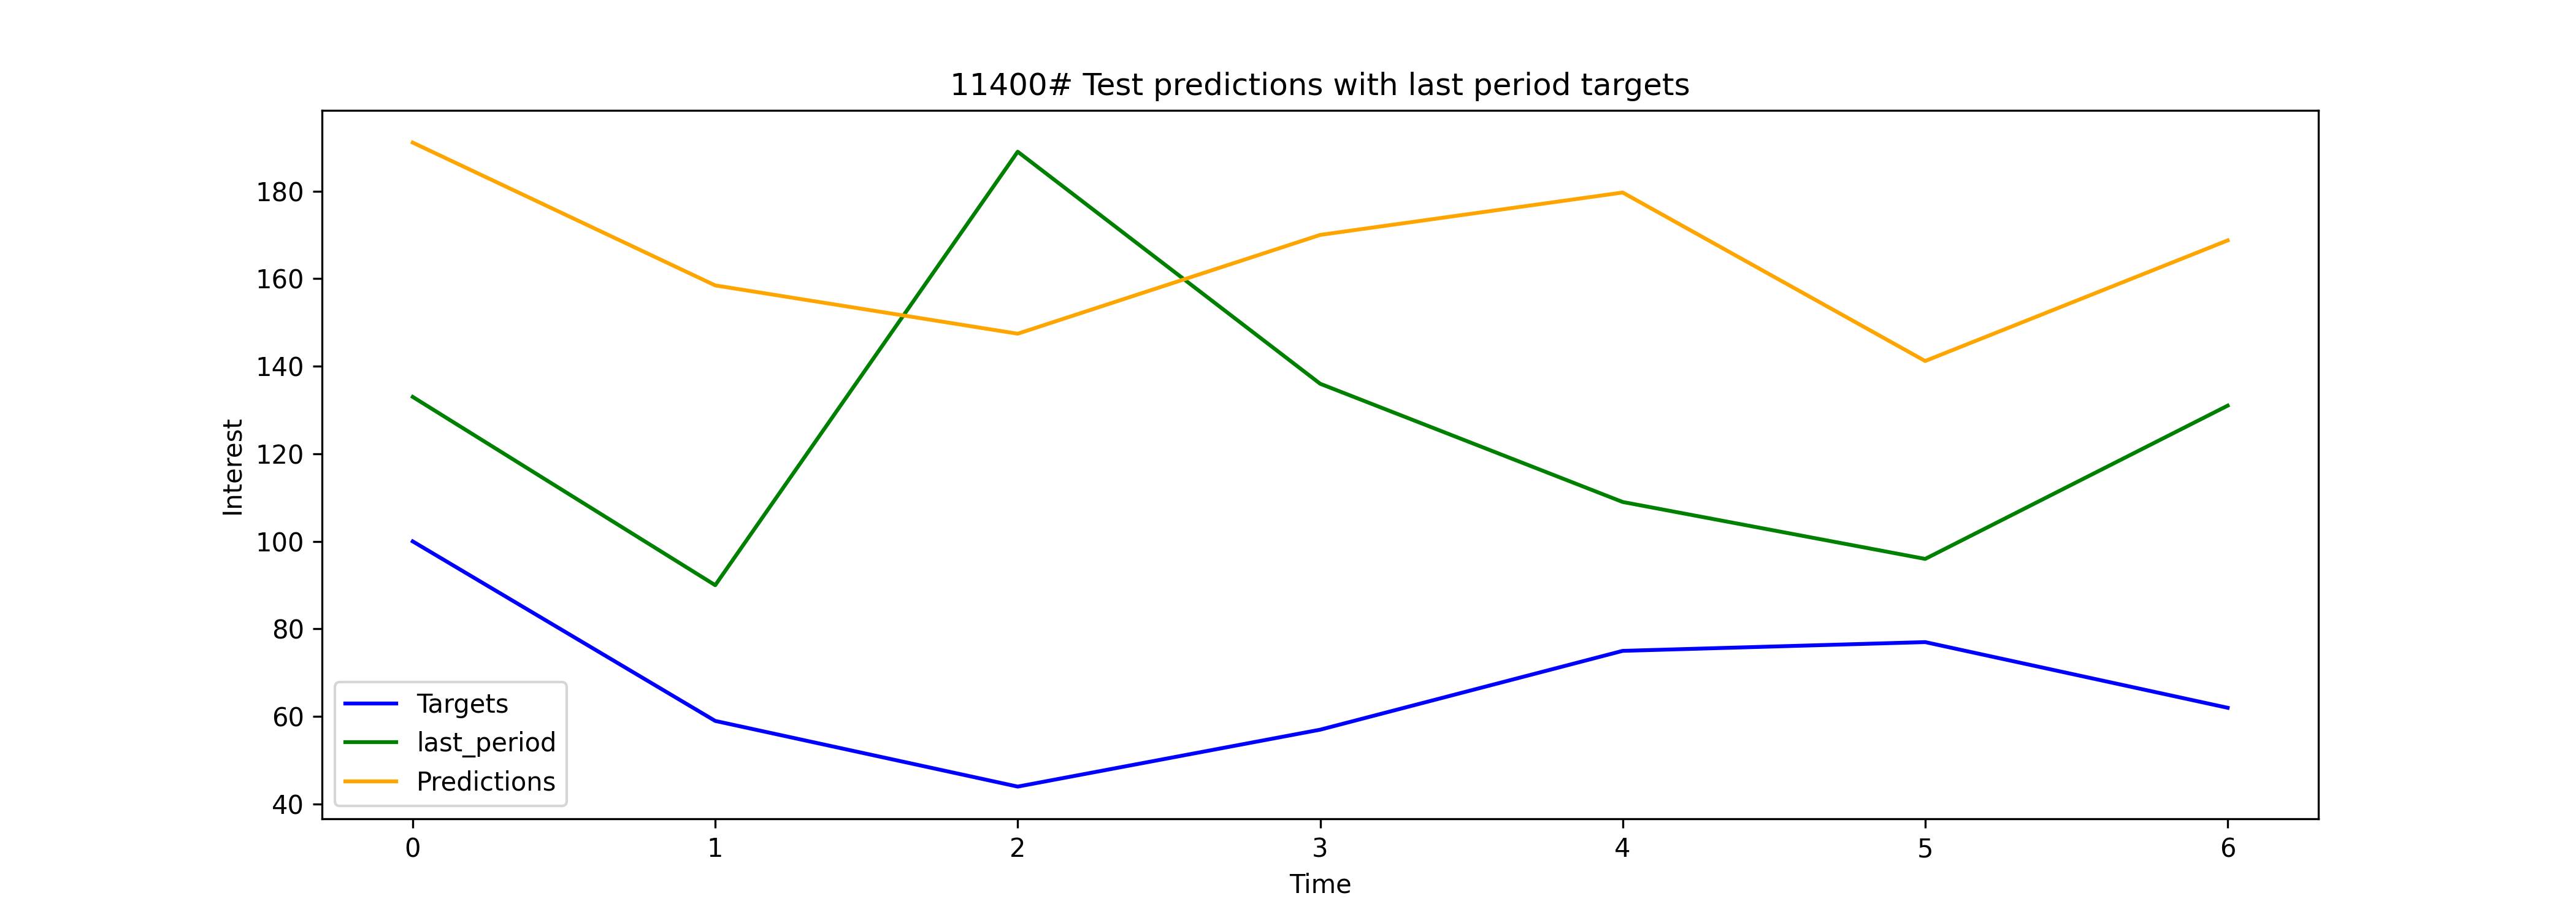 11400# Test predictions with last period targets
Interest
180
160
140
120
100
80
60
40
Targets
last_period
Predictions
0 1 2 3 4 5 6
Time